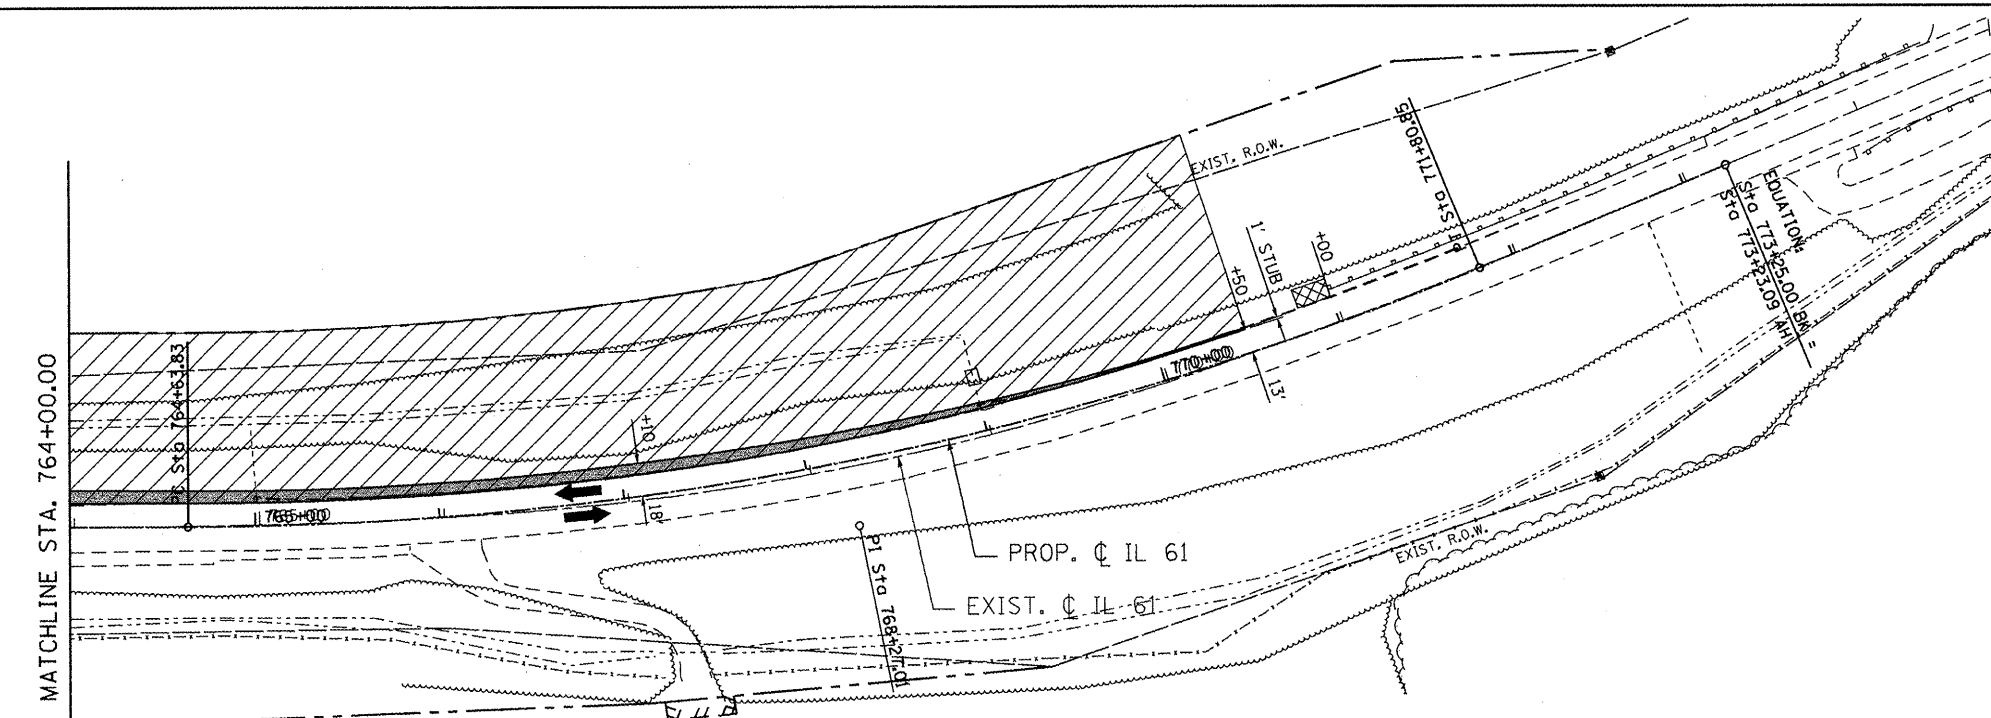 MATCHLINE STA. 764+00.00
PC Sta 764+63.83
765+00
+10
18'
PROP. ℄ IL 61
EXIST. ℄ IL 61
PI Sta 768+27.01
770+00
13'
+50
1' STUB
+00
EXIST. R.O.W.
PT Sta 771+80.85
EQUATION:
Sta 773+25.00 BK =
Sta 773+23.09 AH
EXIST. R.O.W.